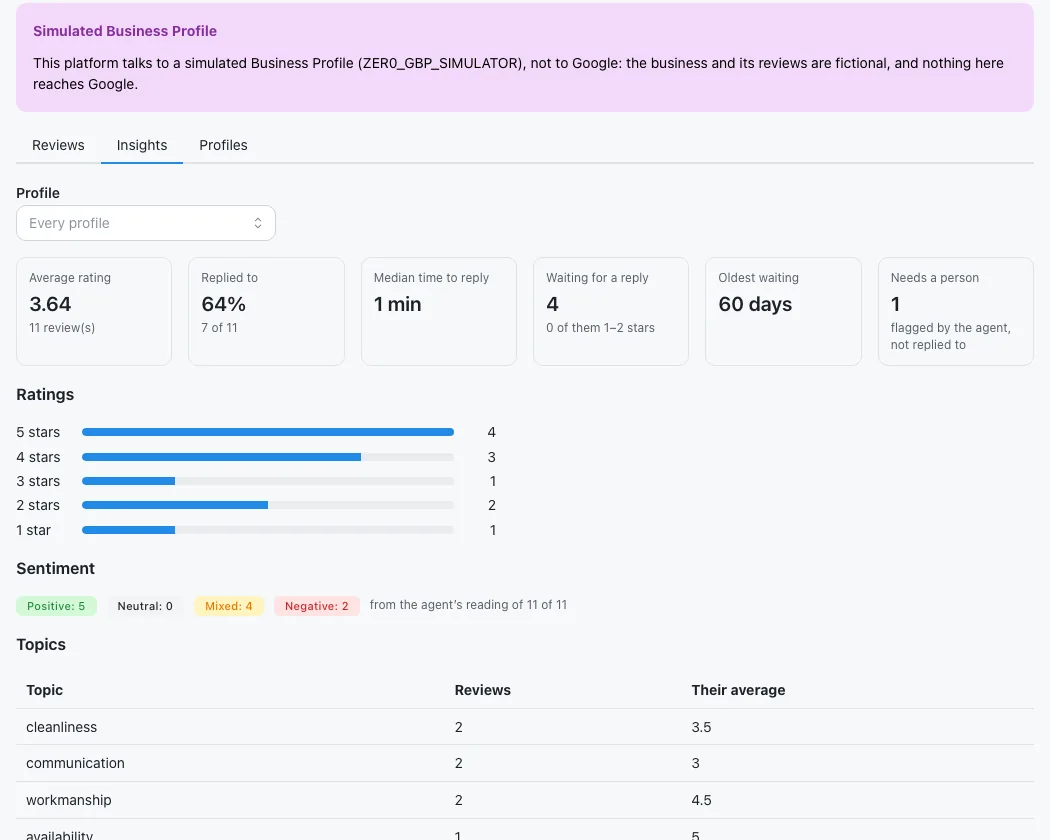 Simulated Business Profile
This platform talks to a simulated Business Profile (ZER0_GBP_SIMULATOR), not to Google: the business and its reviews are fictional, and nothing here
reaches Google.
Reviews Insights Profiles
Profile
Every profile
Average rating
3.64
11 review(s)
Replied to
64%
7 of 11
Median time to reply
1 min
Waiting for a reply
4
0 of them 1–2 stars
Oldest waiting
60 days
Needs a person
1
flagged by the agent,
not replied to
Ratings
5 stars 4
4 stars 3
3 stars 1
2 stars 2
1 star 1
Sentiment
Positive: 5 Neutral: 0 Mixed: 4 Negative: 2 from the agent's reading of 11 of 11
Topics
Topic Reviews Their average
cleanliness 2 3.5
communication 2 3
workmanship 2 4.5
availability 1 5